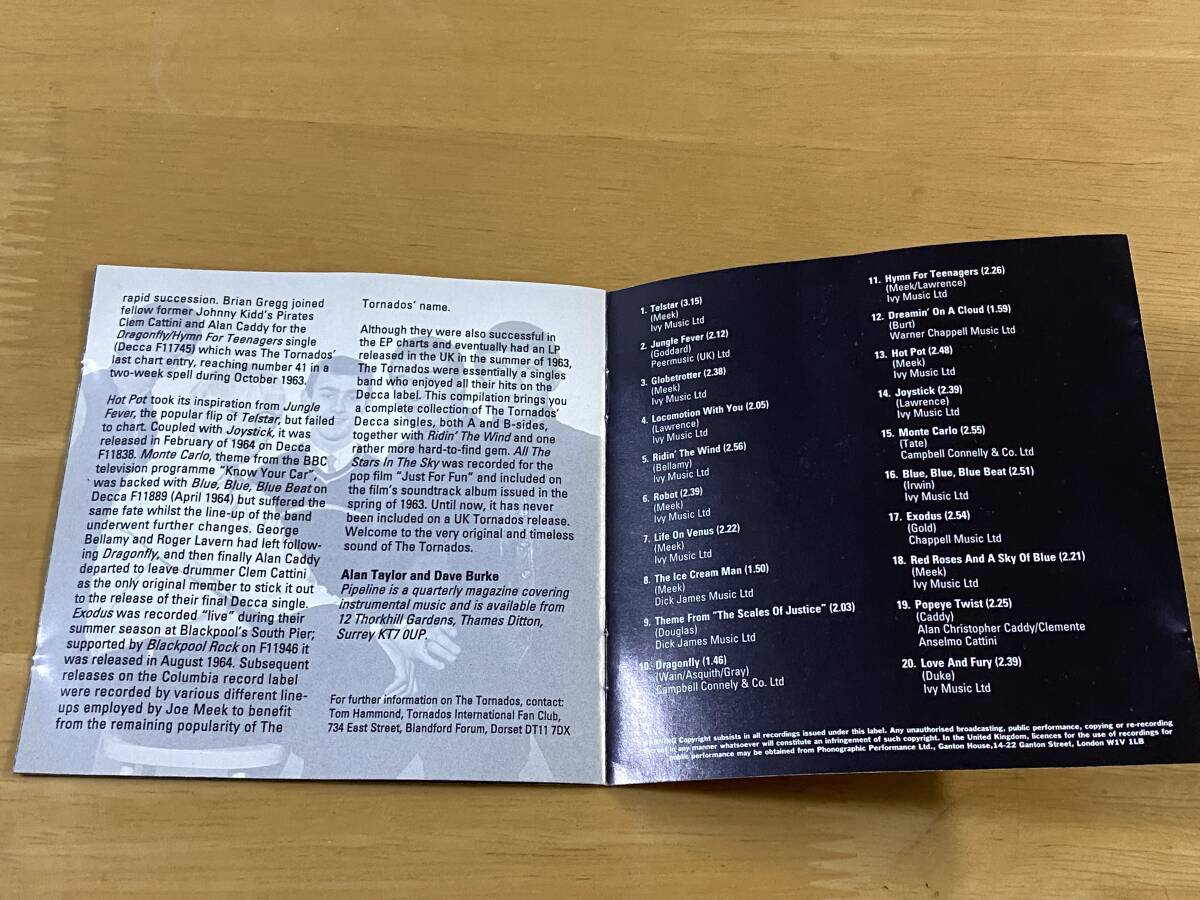 rapid succession. Brian Gregg joined
fellow former Johnny Kidd's Pirates
Clem Cattini and Alan Caddy for the
Dragonfly/Hymn For Teenagers single
(Decca F11745) which was The Tornados'
last chart entry, reaching number 41 in a
two-week spell during October 1963.
Hot Pot took its inspiration from Jungle
Fever, the popular flip of Telstar, but failed
to chart. Coupled with Joystick, it was
released in February of 1964 on Decca
F11838. Monte Carlo, theme from the BBC
television programme "Know Your Car",
was backed with Blue, Blue, Blue Beat on
Decca F11889 (April 1964) but suffered the
same fate whilst the line-up of the band
underwent further changes. George
Bellamy and Roger Lavern had left follow-
ing Dragonfly, and then finally Alan Caddy
departed to leave drummer Clem Cattini
as the only original member to stick it out
to the release of their final Decca single.
Exodus was recorded "live" during their
summer season at Blackpool's South Pier;
supported by Blackpool Rock on F11946 it
was released in August 1964. Subsequent
releases on the Columbia record label
were recorded by various different line-
ups employed by Joe Meek to benefit
from the remaining popularity of The
Tornados' name.
Although they were also successful in
the EP charts and eventually had an LP
released in the UK in the summer of 1963,
The Tornados were essentially a singles
band who enjoyed all their hits on the
Decca label. This compilation brings you
a complete collection of The Tornados'
Decca singles, both A and B-sides,
together with Ridin' The Wind and one
rather more hard-to-find gem. All The
Stars In The Sky was recorded for the
pop film "Just For Fun" and included on
the film's soundtrack album issued in the
spring of 1963. Until now, it has never
been included on a UK Tornados release.
Welcome to the very original and timeless
sound of The Tornados.
Alan Taylor and Dave Burke
Pipeline is a quarterly magazine covering
instrumental music and is available from
12 Thorkhill Gardens, Thames Ditton,
Surrey KT7 0UP.
For further information on The Tornados, contact:
Tom Hammond, Tornados International Fan Club,
734 East Street, Blandford Forum, Dorset DT11 7DX
1. Telstar (3.15)
(Meek)
Ivy Music Ltd
2. Jungle Fever (2.12)
(Goddard)
Peermusic (UK) Ltd
3. Globetrotter (2.38)
(Meek)
Ivy Music Ltd
4. Locomotion With You (2.05)
(Lawrence)
Ivy Music Ltd
5. Ridin' The Wind (2.56)
(Bellamy)
Ivy Music Ltd
6. Robot (2.39)
(Meek)
Ivy Music Ltd
7. Life On Venus (2.22)
(Meek)
Ivy Music Ltd
8. The Ice Cream Man (1.50)
(Meek)
Dick James Music Ltd
9. Theme From "The Scales Of Justice" (2.03)
(Douglas)
Dick James Music Ltd
10. Dragonfly (1.46)
(Wain/Asquith/Gray)
Campbell Connely & Co. Ltd
11. Hymn For Teenagers (2.26)
(Meek/Lawrence)
Ivy Music Ltd
12. Dreamin' On A Cloud (1.59)
(Burt)
Warner Chappell Music Ltd
13. Hot Pot (2.48)
(Meek)
Ivy Music Ltd
14. Joystick (2.39)
(Lawrence)
Ivy Music Ltd
15. Monte Carlo (2.55)
(Tate)
Campbell Connelly & Co. Ltd
16. Blue, Blue, Blue Beat (2.51)
(Irwin)
Ivy Music Ltd
17. Exodus (2.54)
(Gold)
Chappell Music Ltd
18. Red Roses And A Sky Of Blue (2.21)
(Meek)
Ivy Music Ltd
19. Popeye Twist (2.25)
(Caddy)
Alan Christopher Caddy/Clemente
Anselmo Cattini
20. Love And Fury (2.39)
(Duke)
Ivy Music Ltd
WARNING Copyright subsists in all recordings issued under this label. Any unauthorised broadcasting, public performance, copying or re-recording
thereof in any manner whatsoever will constitute an infringement of such copyright. In the United Kingdom, licences for the use of recordings for
public performance may be obtained from Phonographic Performance Ltd., Ganton House,14-22 Ganton Street, London W1V 1LB